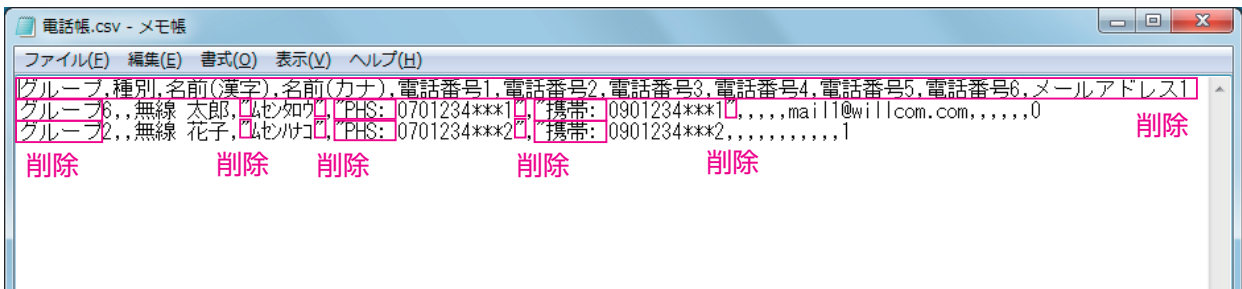 電話帳.csv - メモ帳
ファイル(F) 編集(E) 書式(O) 表示(V) ヘルプ(H)
グループ,種別,名前(漢字),名前(カナ),電話番号1,電話番号2,電話番号3,電話番号4,電話番号5,電話番号6,メールアドレス1
グループ6,,無線 太郎,"ﾑｾﾝﾀﾛｳ","PHS: 0701234***1","携帯: 0901234***1",,,,,mail1@willcom.com,,,,,,0
グループ2,,無線 花子,"ﾑｾﾝﾊﾅｺ","PHS: 0701234***2","携帯: 0901234***2,,,,,,,,,,,1
削除
削除 削除 削除 削除 削除